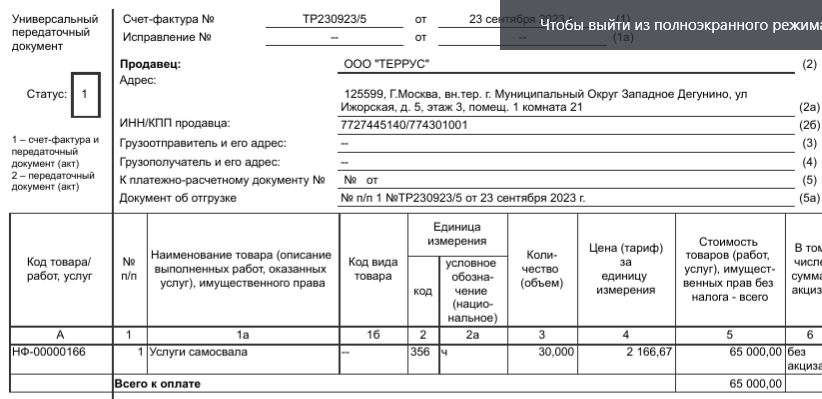 Универсальный
передаточный
документ
Счет-фактура № ТР230923/5 от 23 сентября 2023 г. (1)
Исправление № -- от -- (1а)
Чтобы выйти из полноэкранного режима
Статус: 1
1 – счет-фактура и
передаточный
документ (акт)
2 – передаточный
документ (акт)
Продавец: ООО "ТЕРРУС" (2)
Адрес:
125599, Г.Москва, вн.тер. г. Муниципальный Округ Западное Дегунино, ул
Ижорская, д. 5, этаж 3, помещ. 1 комната 21 (2а)
ИНН/КПП продавца: 7727445140/774301001 (2б)
Грузоотправитель и его адрес: -- (3)
Грузополучатель и его адрес: -- (4)
К платежно-расчетному документу № № от (5)
Документ об отгрузке № п/п 1 №ТР230923/5 от 23 сентября 2023 г. (5а)
Код товара/
работ, услуг
№
п/п
Наименование товара (описание
выполненных работ, оказанных
услуг), имущественного права
Код вида
товара
Единица
измерения
код
условное
обозна-
чение
(нацио-
нальное)
Коли-
чество
(объем)
Цена (тариф)
за
единицу
измерения
Стоимость
товаров (работ,
услуг), имущест-
венных прав без
налога - всего
В том
числе
сумма
акциз
А 1 1а 1б 2 2а 3 4 5 6
НФ-00000166 1 Услуги самосвала -- 356 ч 30,000 2 166,67 65 000,00 без
акциза
Всего к оплате 65 000,00